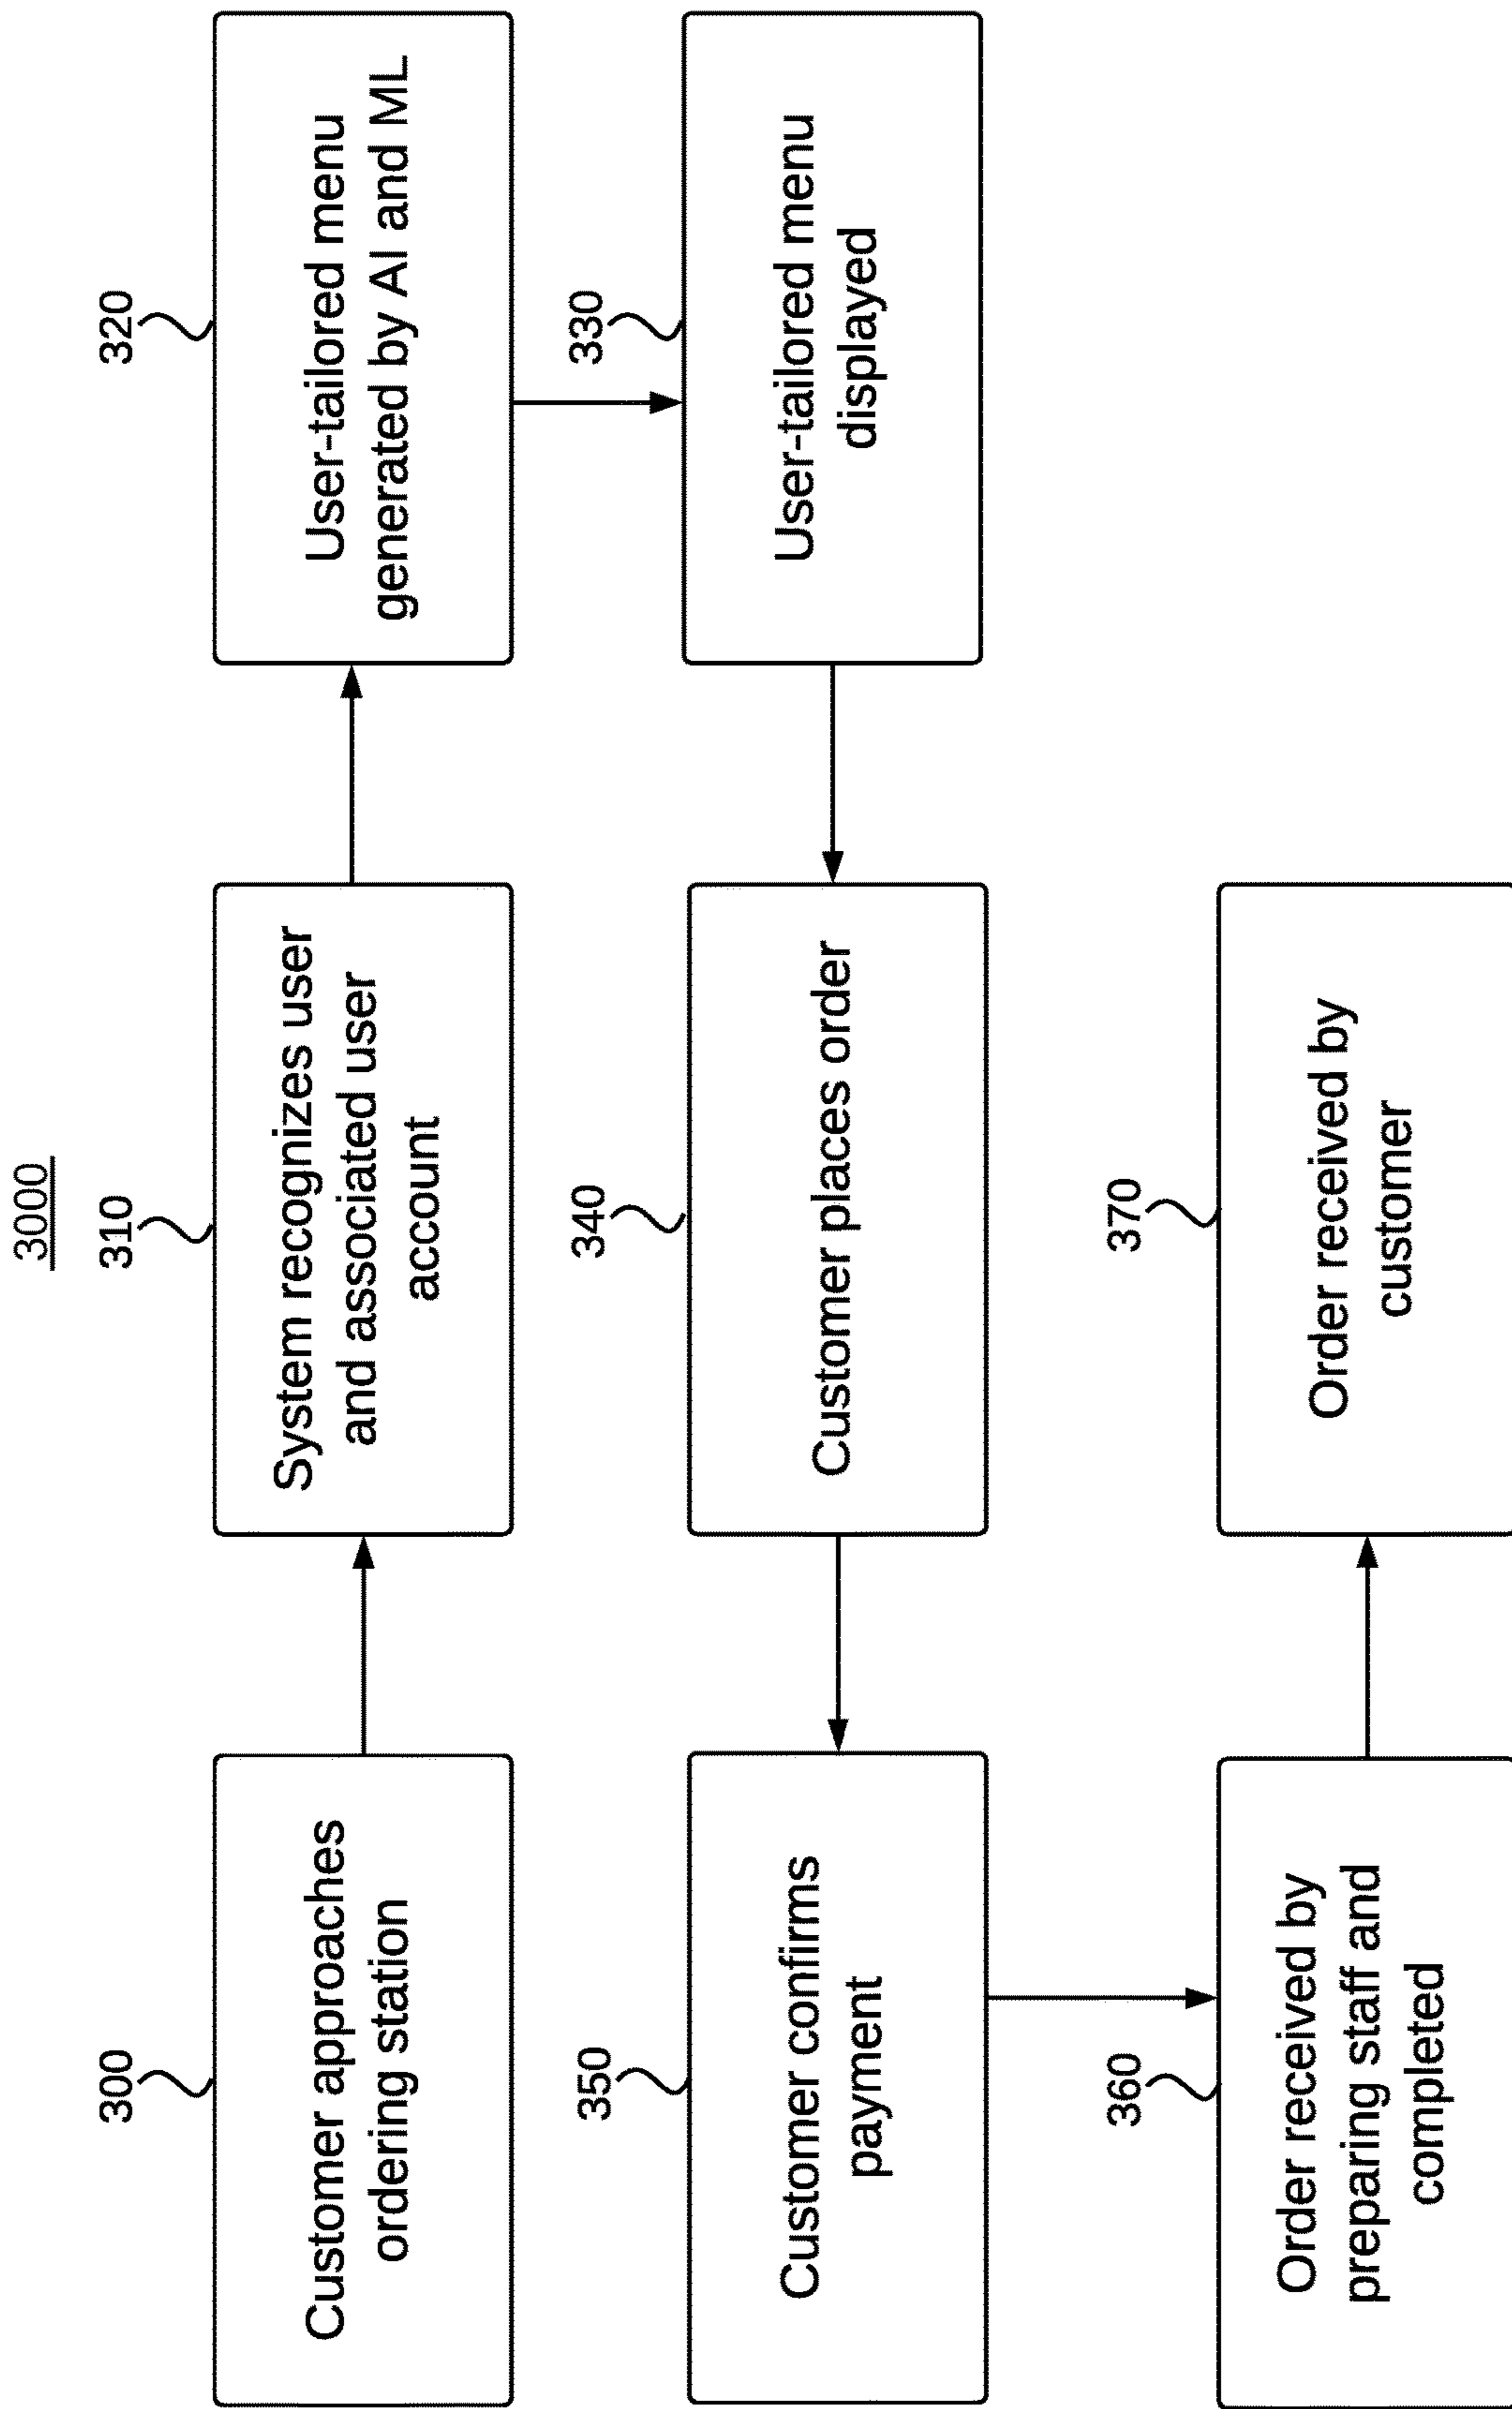 3000
300
Customer approaches
ordering station
310
System recognizes user
and associated user
account
320
User-tailored menu
generated by AI and ML
330
User-tailored menu
displayed
340
Customer places order
350
Customer confirms
payment
360
Order received by
preparing staff and
completed
370
Order received by
customer